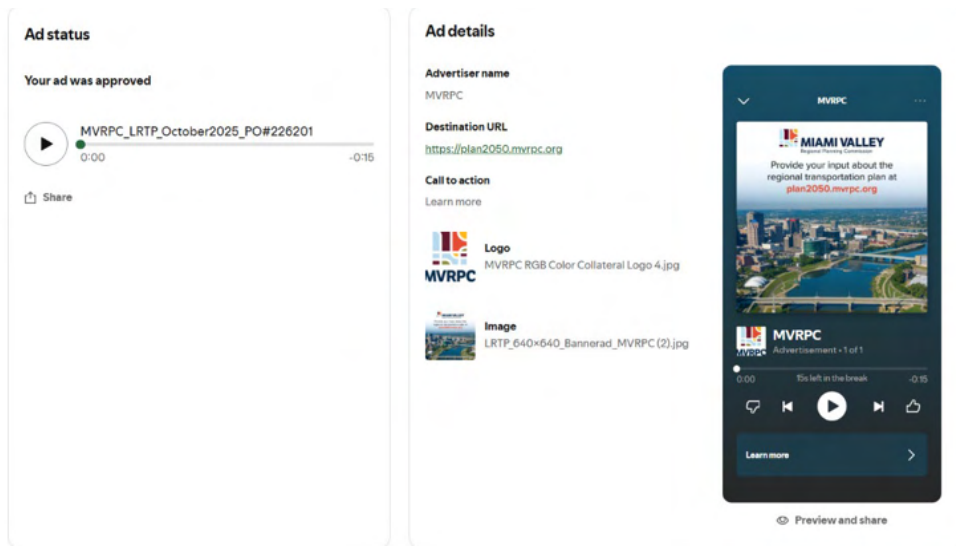 Ad status
Your ad was approved
MVRPC_LRTP_October2025_PO#226201
0:00
-0:15
Share
Ad details
Advertiser name
MVRPC
Destination URL
https://plan2050.mvrpc.org
Call to action
Learn more
MVRPC
Logo
MVRPC RGB Color Collateral Logo 4.jpg
Image
LRTP_640×640_Bannerad_MVRPC (2).jpg
MVRPC
MIAMI VALLEY
Regional Planning Commission
Provide your input about the
regional transportation plan at
plan2050.mvrpc.org
MVRPC
MVRPC
Advertisement • 1 of 1
0:00
15s left in the break
-0:15
Learn more
Preview and share